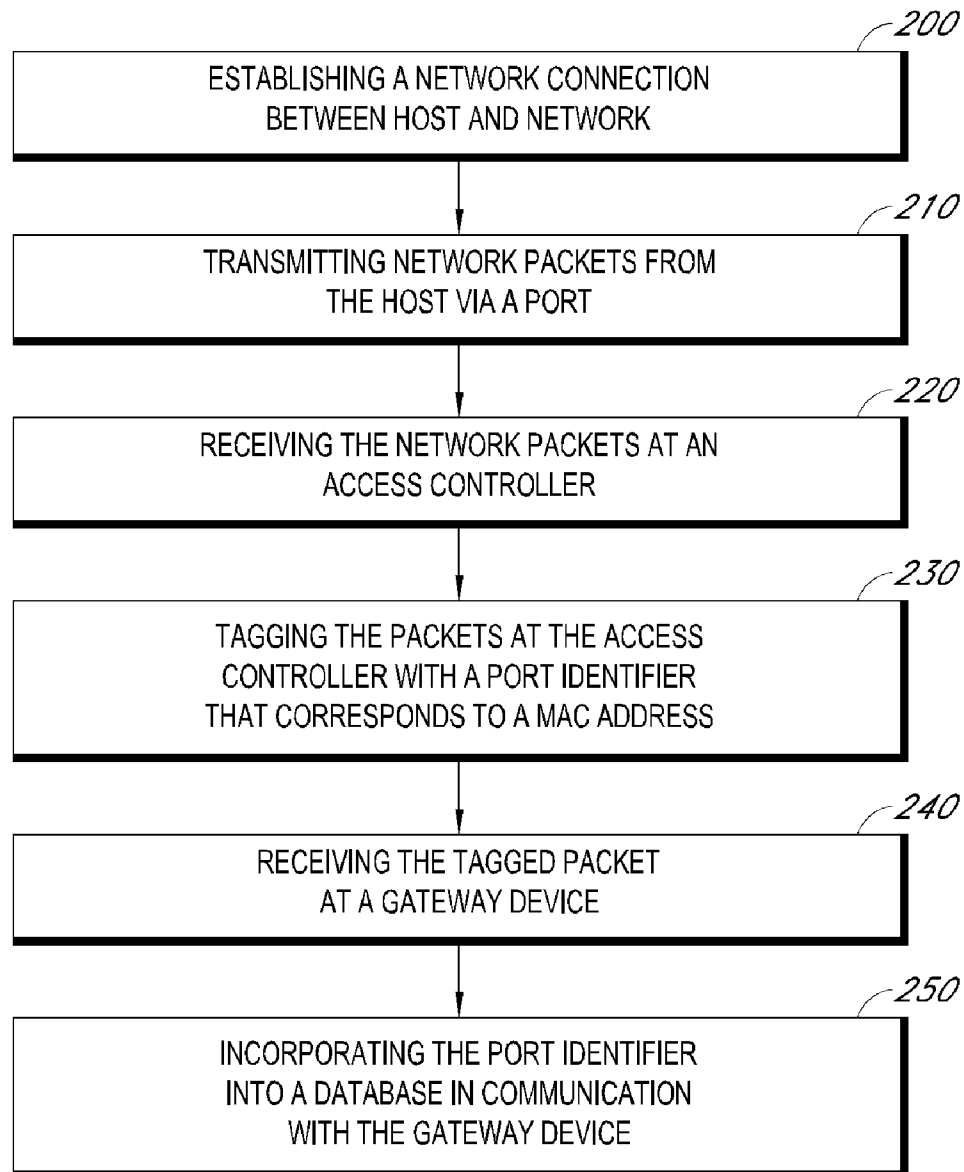 200
ESTABLISHING A NETWORK CONNECTION
BETWEEN HOST AND NETWORK
210
TRANSMITTING NETWORK PACKETS FROM
THE HOST VIA A PORT
220
RECEIVING THE NETWORK PACKETS AT AN
ACCESS CONTROLLER
230
TAGGING THE PACKETS AT THE ACCESS
CONTROLLER WITH A PORT IDENTIFIER
THAT CORRESPONDS TO A MAC ADDRESS
240
RECEIVING THE TAGGED PACKET
AT A GATEWAY DEVICE
250
INCORPORATING THE PORT IDENTIFIER
INTO A DATABASE IN COMMUNICATION
WITH THE GATEWAY DEVICE